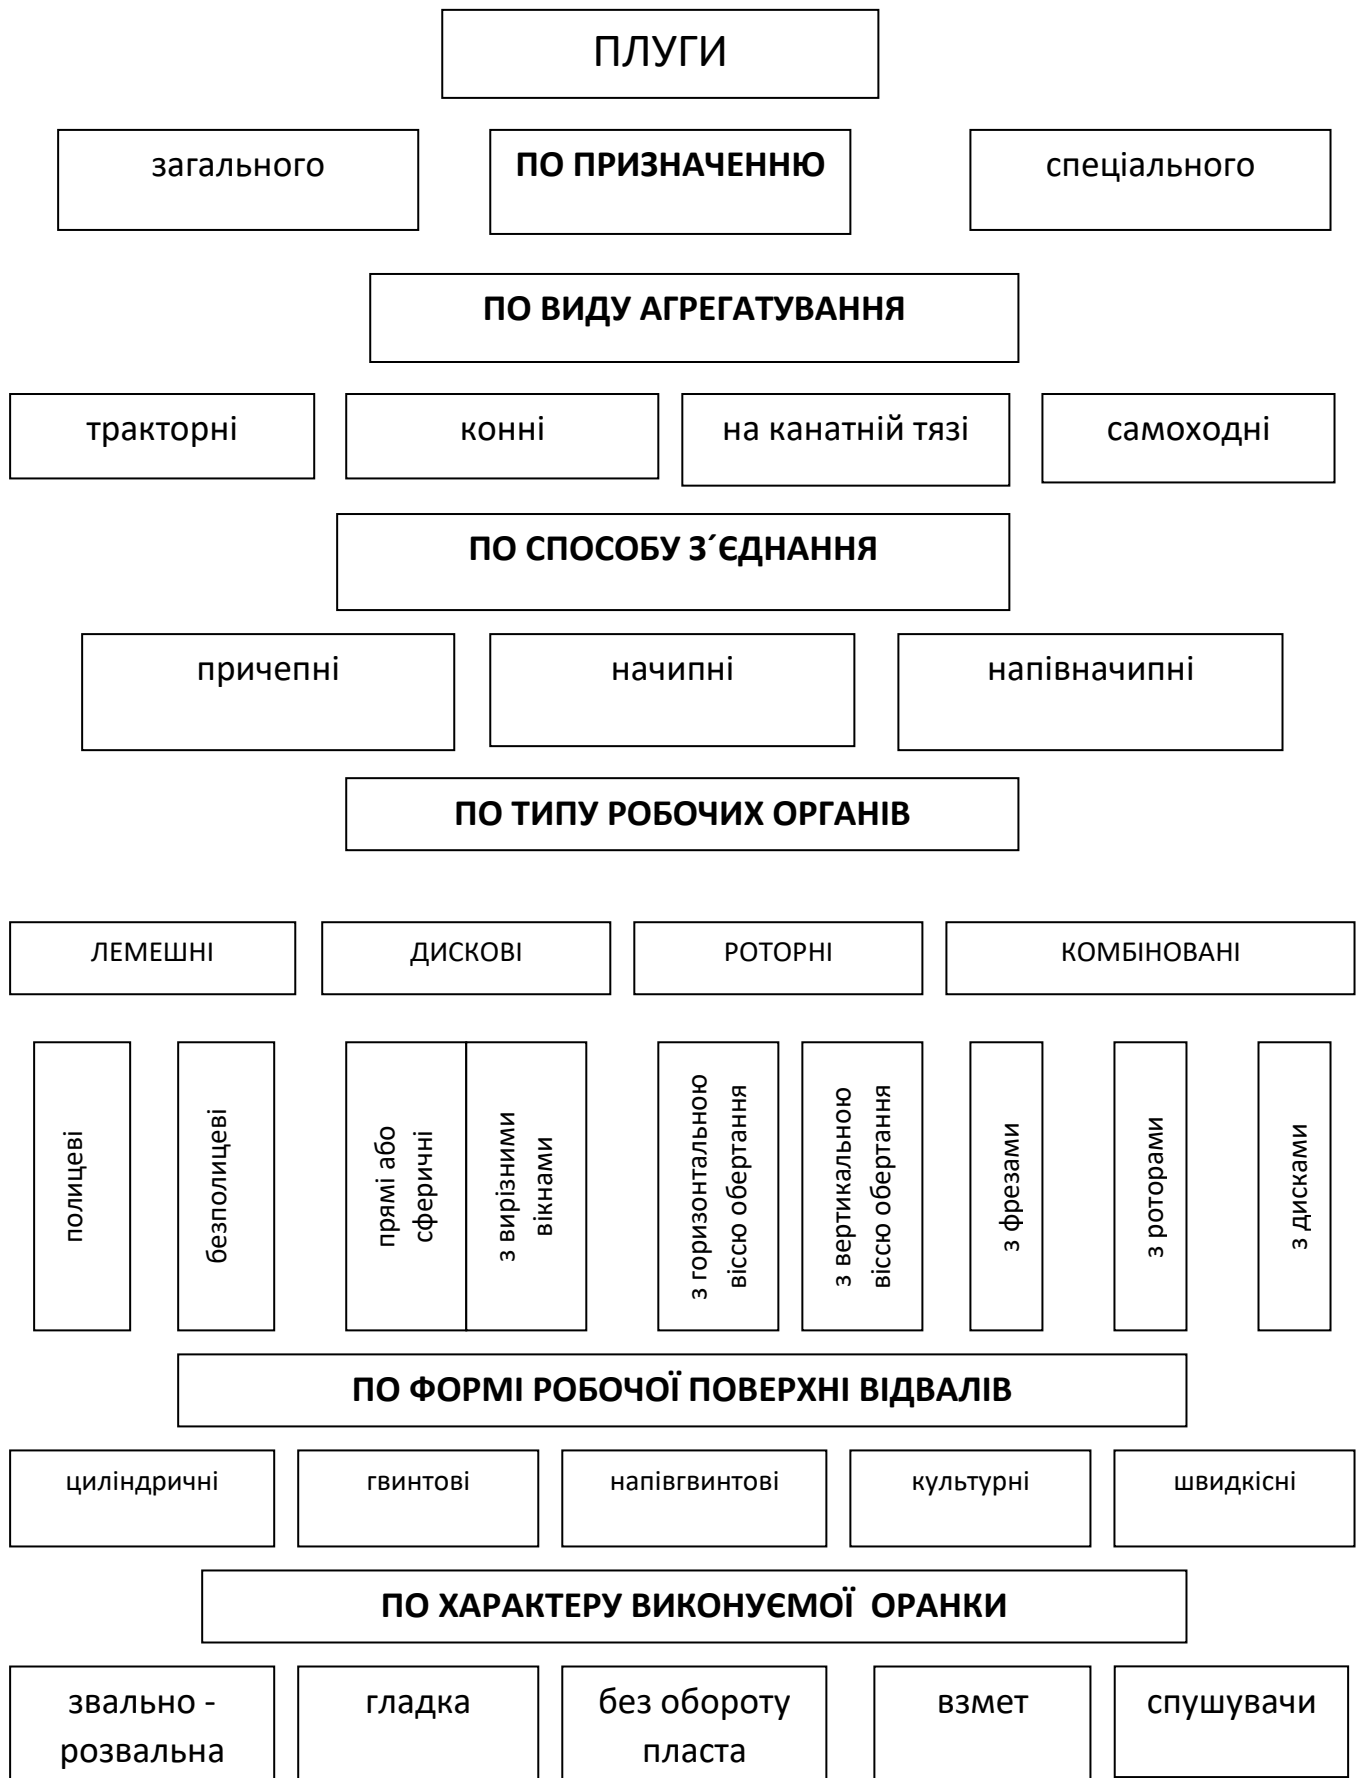 ПЛУГИ
загального
ПО ПРИЗНАЧЕННЮ
спеціального
ПО ВИДУ АГРЕГАТУВАННЯ
тракторні
конні
на канатній тязі
самоходні
ПО СПОСОБУ З´ЄДНАННЯ
причепні
начипні
напівначипні
ПО ТИПУ РОБОЧИХ ОРГАНІВ
ЛЕМЕШНІ
ДИСКОВІ
РОТОРНІ
КОМБІНОВАНІ
полицеві
безполицеві
прямі або
сферичні
з вирізними
вікнами
з горизонтальною
віссю обертання
з вертикальною
віссю обертання
з фрезами
з роторами
з дисками
ПО ФОРМІ РОБОЧОЇ ПОВЕРХНІ ВІДВАЛІВ
циліндричні
гвинтові
напівгвинтові
культурні
швидкісні
ПО ХАРАКТЕРУ ВИКОНУЄМОЇ ОРАНКИ
звально -
розвальна
гладка
без обороту
пласта
взмет
спушувачи